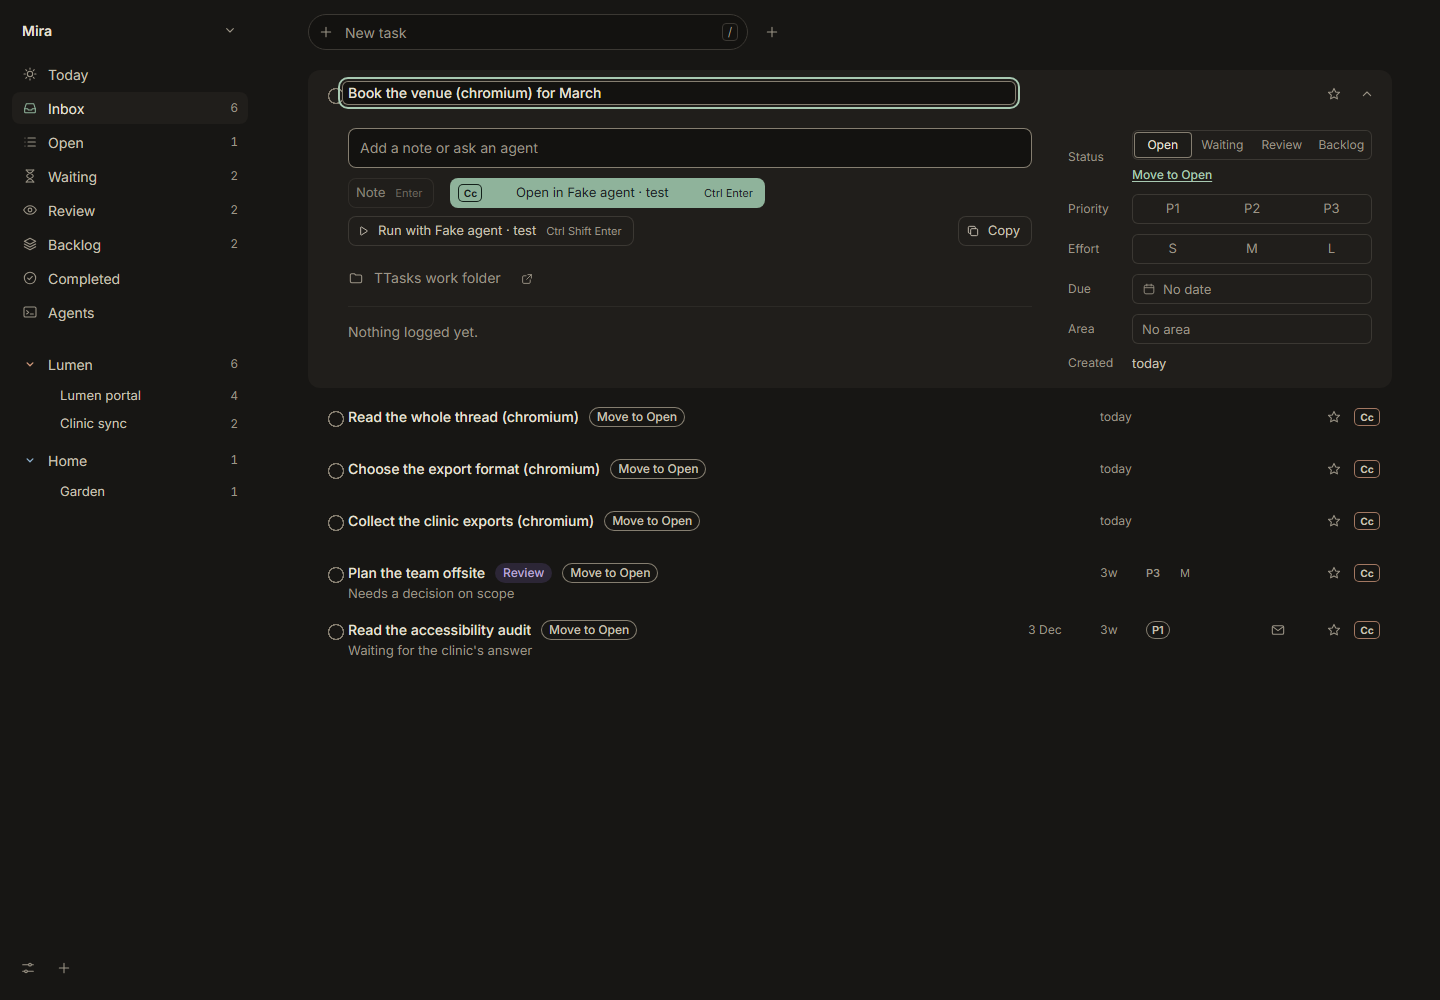 Mira
Today
Inbox 6
Open 1
Waiting 2
Review 2
Backlog 2
Completed
Agents
Lumen 6
Lumen portal 4
Clinic sync 2
Home 1
Garden 1
New task /
Book the venue (chromium) for March
Add a note or ask an agent
Note Enter
Cc Open in Fake agent · test Ctrl Enter
Run with Fake agent · test Ctrl Shift Enter
Copy
TTasks work folder
Nothing logged yet.
Status Open Waiting Review Backlog
Move to Open
Priority P1 P2 P3
Effort S M L
Due No date
Area No area
Created today
Read the whole thread (chromium) Move to Open today Cc
Choose the export format (chromium) Move to Open today Cc
Collect the clinic exports (chromium) Move to Open today Cc
Plan the team offsite Review Move to Open 3w P3 M Cc
Needs a decision on scope
Read the accessibility audit Move to Open 3 Dec 3w P1 Cc
Waiting for the clinic's answer